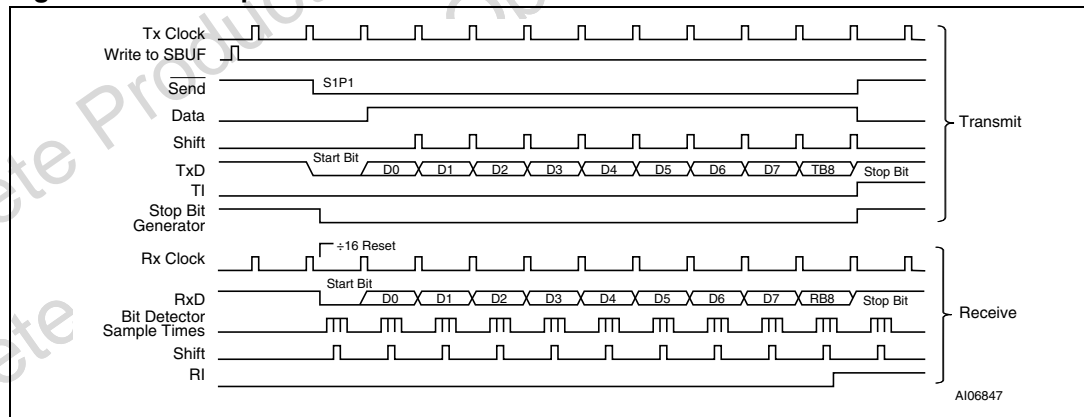 Tx Clock
Write to SBUF
Send
S1P1
Data
Transmit
Shift
TxD
Start Bit
D0 D1 D2 D3 D4 D5 D6 D7 TB8
Stop Bit
TI
Stop Bit
Generator
÷16 Reset
Rx Clock
RxD
Start Bit
D0 D1 D2 D3 D4 D5 D6 D7 RB8
Stop Bit
Bit Detector
Sample Times
Receive
Shift
RI
AI06847